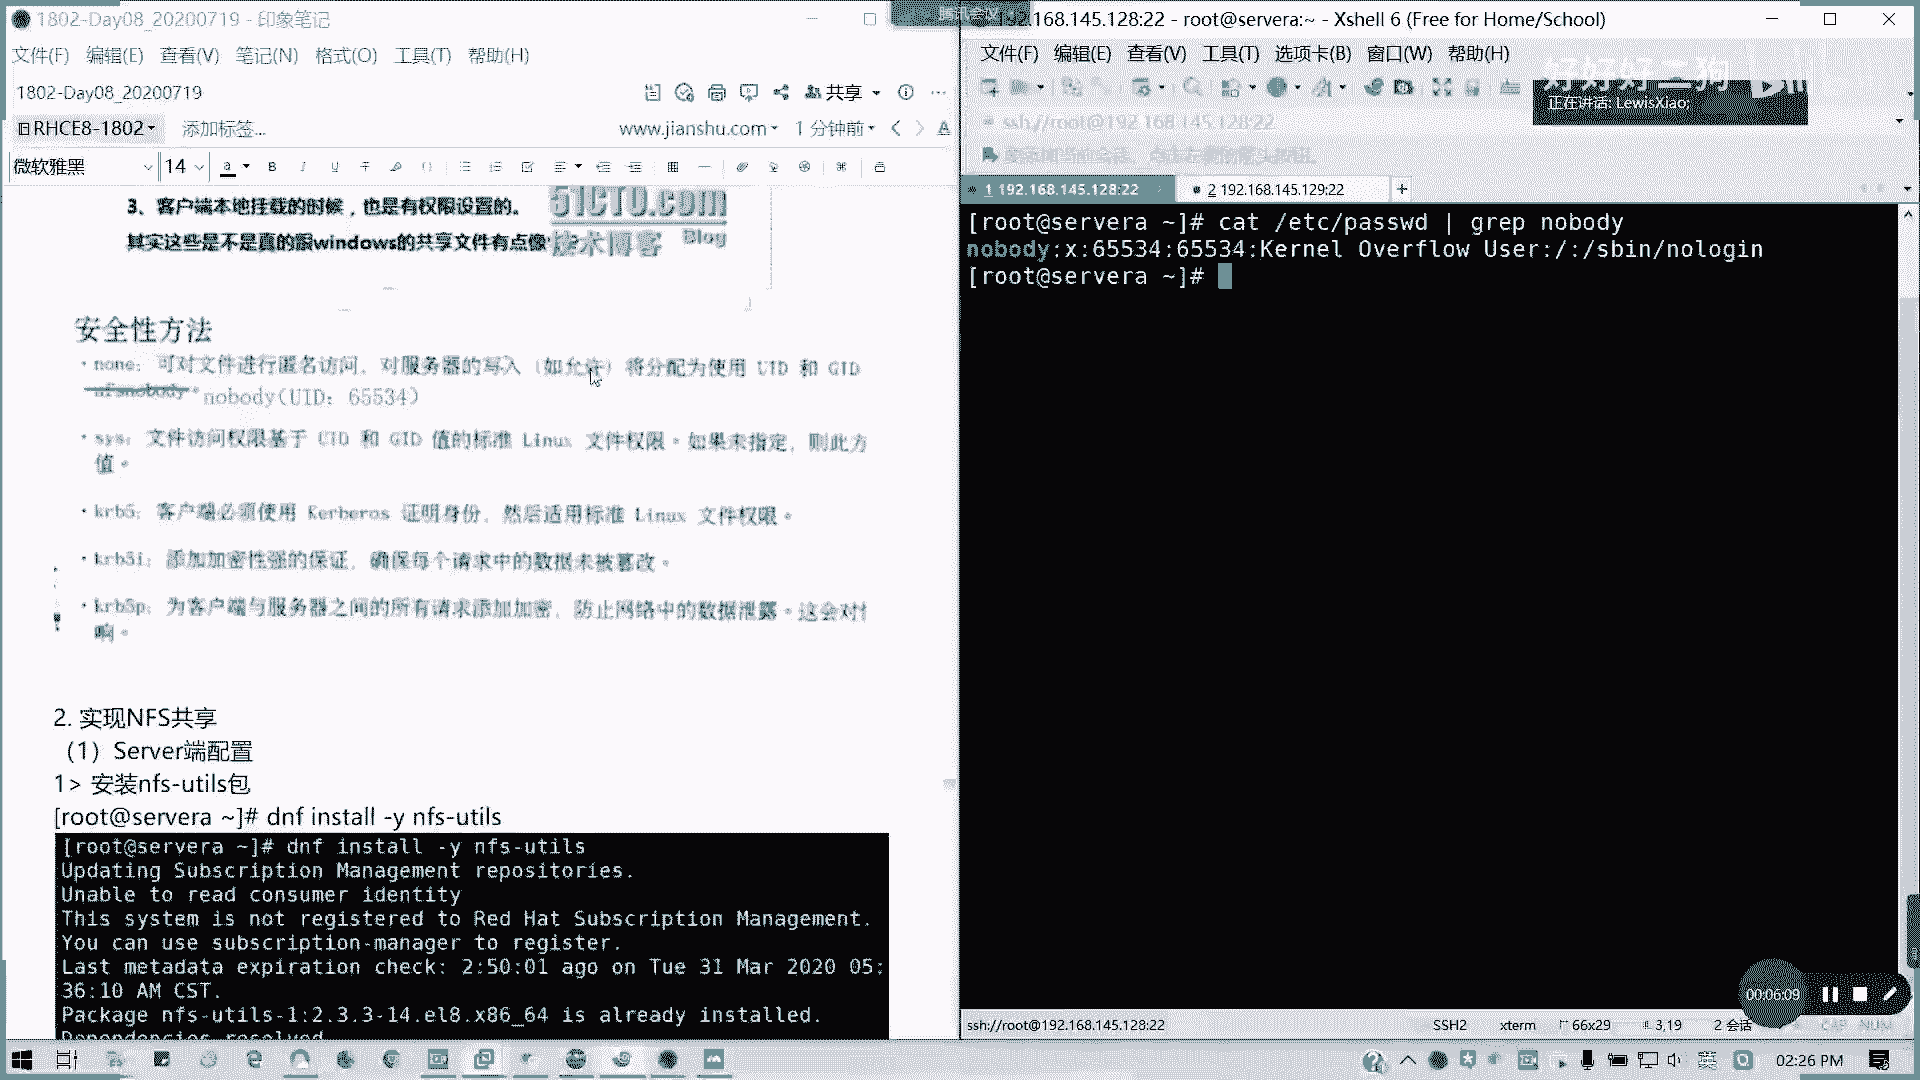 1802-Day08_20200719 - 印象笔记
文件(F) 编辑(E) 查看(V) 笔记(N) 格式(O) 工具(T) 帮助(H)
1802-Day08_20200719
共享
RHCE8-1802
添加标签...
www.jianshu.com
1 分钟前
微软雅黑
14
3、客户端本地挂载的时候，也是有权限设置的。
其实这些是不是真的跟windows的共享文件有点像
51CTO.com
技术博客 Blog
安全性方法
· none：可对文件进行匿名访问，对服务器的写入（如允许）将分配为使用 UID 和 GID
nfsnobody。 nobody(UID：65534)
· sys：文件访问权限基于 UID 和 GID 值的标准 Linux 文件权限。如果未指定，则此方
值。
· krb5：客户端必须使用 Kerberos 证明身份，然后适用标准 Linux 文件权限。
· krb5i：添加加密性强的保证，确保每个请求中的数据未被篡改。
· krb5p：为客户端与服务器之间的所有请求添加加密，防止网络中的数据泄露。这会对
响。
2. 实现NFS共享
（1）Server端配置
1> 安装nfs-utils包
[root@servera ~]# dnf install -y nfs-utils
[root@servera ~]# dnf install -y nfs-utils
Updating Subscription Management repositories.
Unable to read consumer identity
This system is not registered to Red Hat Subscription Management.
You can use subscription-manager to register.
Last metadata expiration check: 2:50:01 ago on Tue 31 Mar 2020 05:
36:10 AM CST.
Package nfs-utils-1:2.3.3-14.el8.x86_64 is already installed.
Dependencies resolved
腾讯会议
192.168.145.128:22 - root@servera:~ - Xshell 6 (Free for Home/School)
文件(F) 编辑(E) 查看(V) 工具(T) 选项卡(B) 窗口(W) 帮助(H)
好好好二狗
正在讲话: LewisXiao;
ssh://root@192.168.145.128:22
1 192.168.145.128:22
2 192.168.145.129:22
[root@servera ~]# cat /etc/passwd | grep nobody
nobody:x:65534:65534:Kernel Overflow User:/:/sbin/nologin
[root@servera ~]#
00:06:09
ssh://root@192.168.145.128:22
SSH2
xterm
66x29
3,19
2 会话
CAP NUM
英
02:26 PM